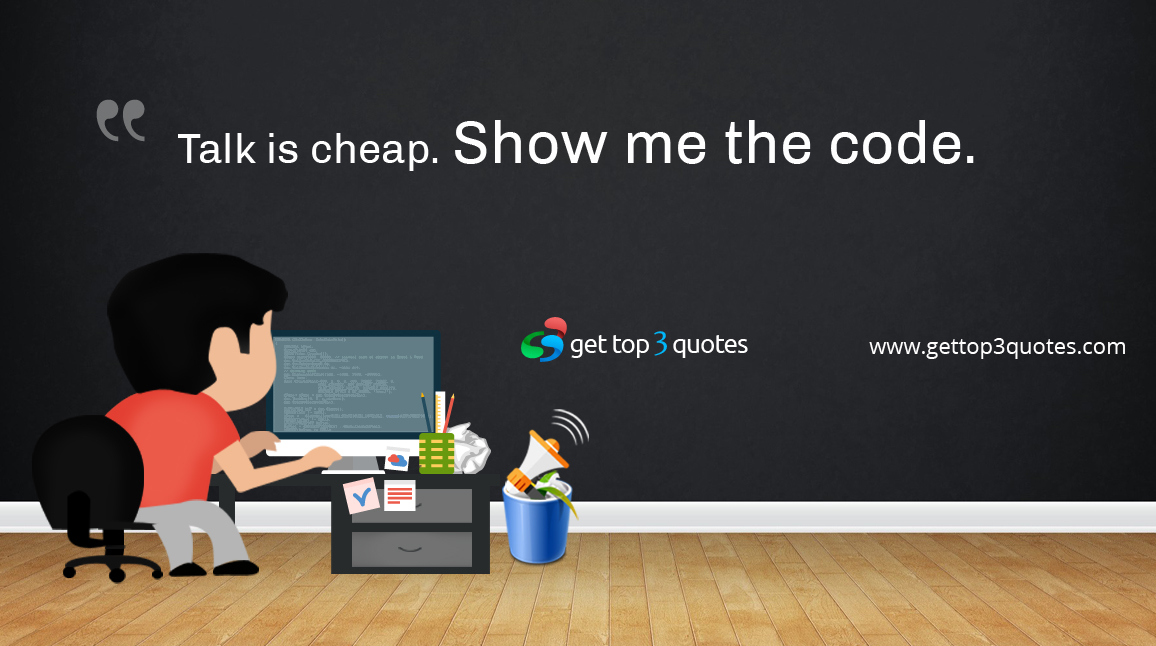 “ Talk is cheap. Show me the code.
get top 3 quotes
www.gettop3quotes.com